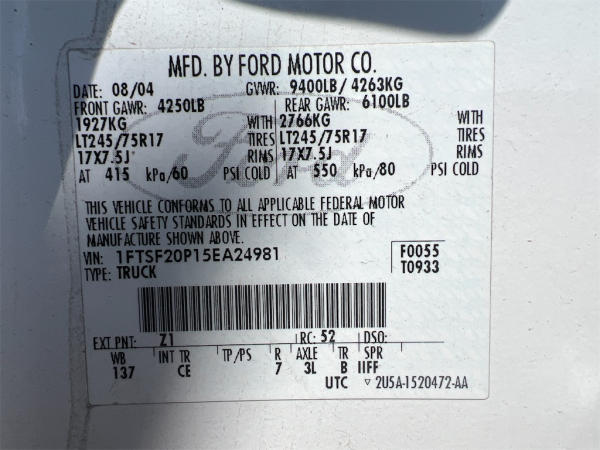 MFD. BY FORD MOTOR CO.
DATE: 08/04 GVWR: 9400LB/ 4263KG
FRONT GAWR: 4250LB REAR GAWR: 6100LB
1927KG WITH 2766KG WITH
LT245/75R17 TIRES LT245/75R17 TIRES
17X7.5J RIMS 17X7.5J RIMS
AT 415 kPa/60 PSI COLD AT 550 kPa/80 PSI COLD
THIS VEHICLE CONFORMS TO ALL APPLICABLE FEDERAL MOTOR
VEHICLE SAFETY STANDARDS IN EFFECT ON THE DATE OF
MANUFACTURE SHOWN ABOVE.
VIN: 1FTSF20P15EA24981 F0055
TYPE: TRUCK T0933
EXT PNT: Z1 RC: 52 DSO:
WB INT TR TP/PS R AXLE TR SPR
137 CE 7 3L B IIFF
UTC ▽ 2U5A-1520472-AA
Ford